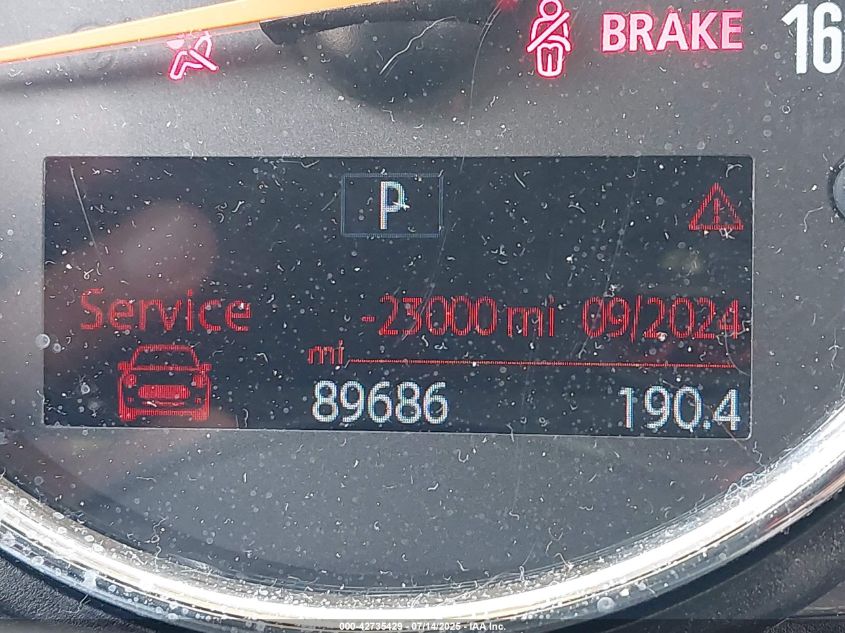 BRAKE 16
P
Service -23000 mi 09/2024
mi
89686 190.4
000-42735429 - 07/14/2025 - IAA Inc.